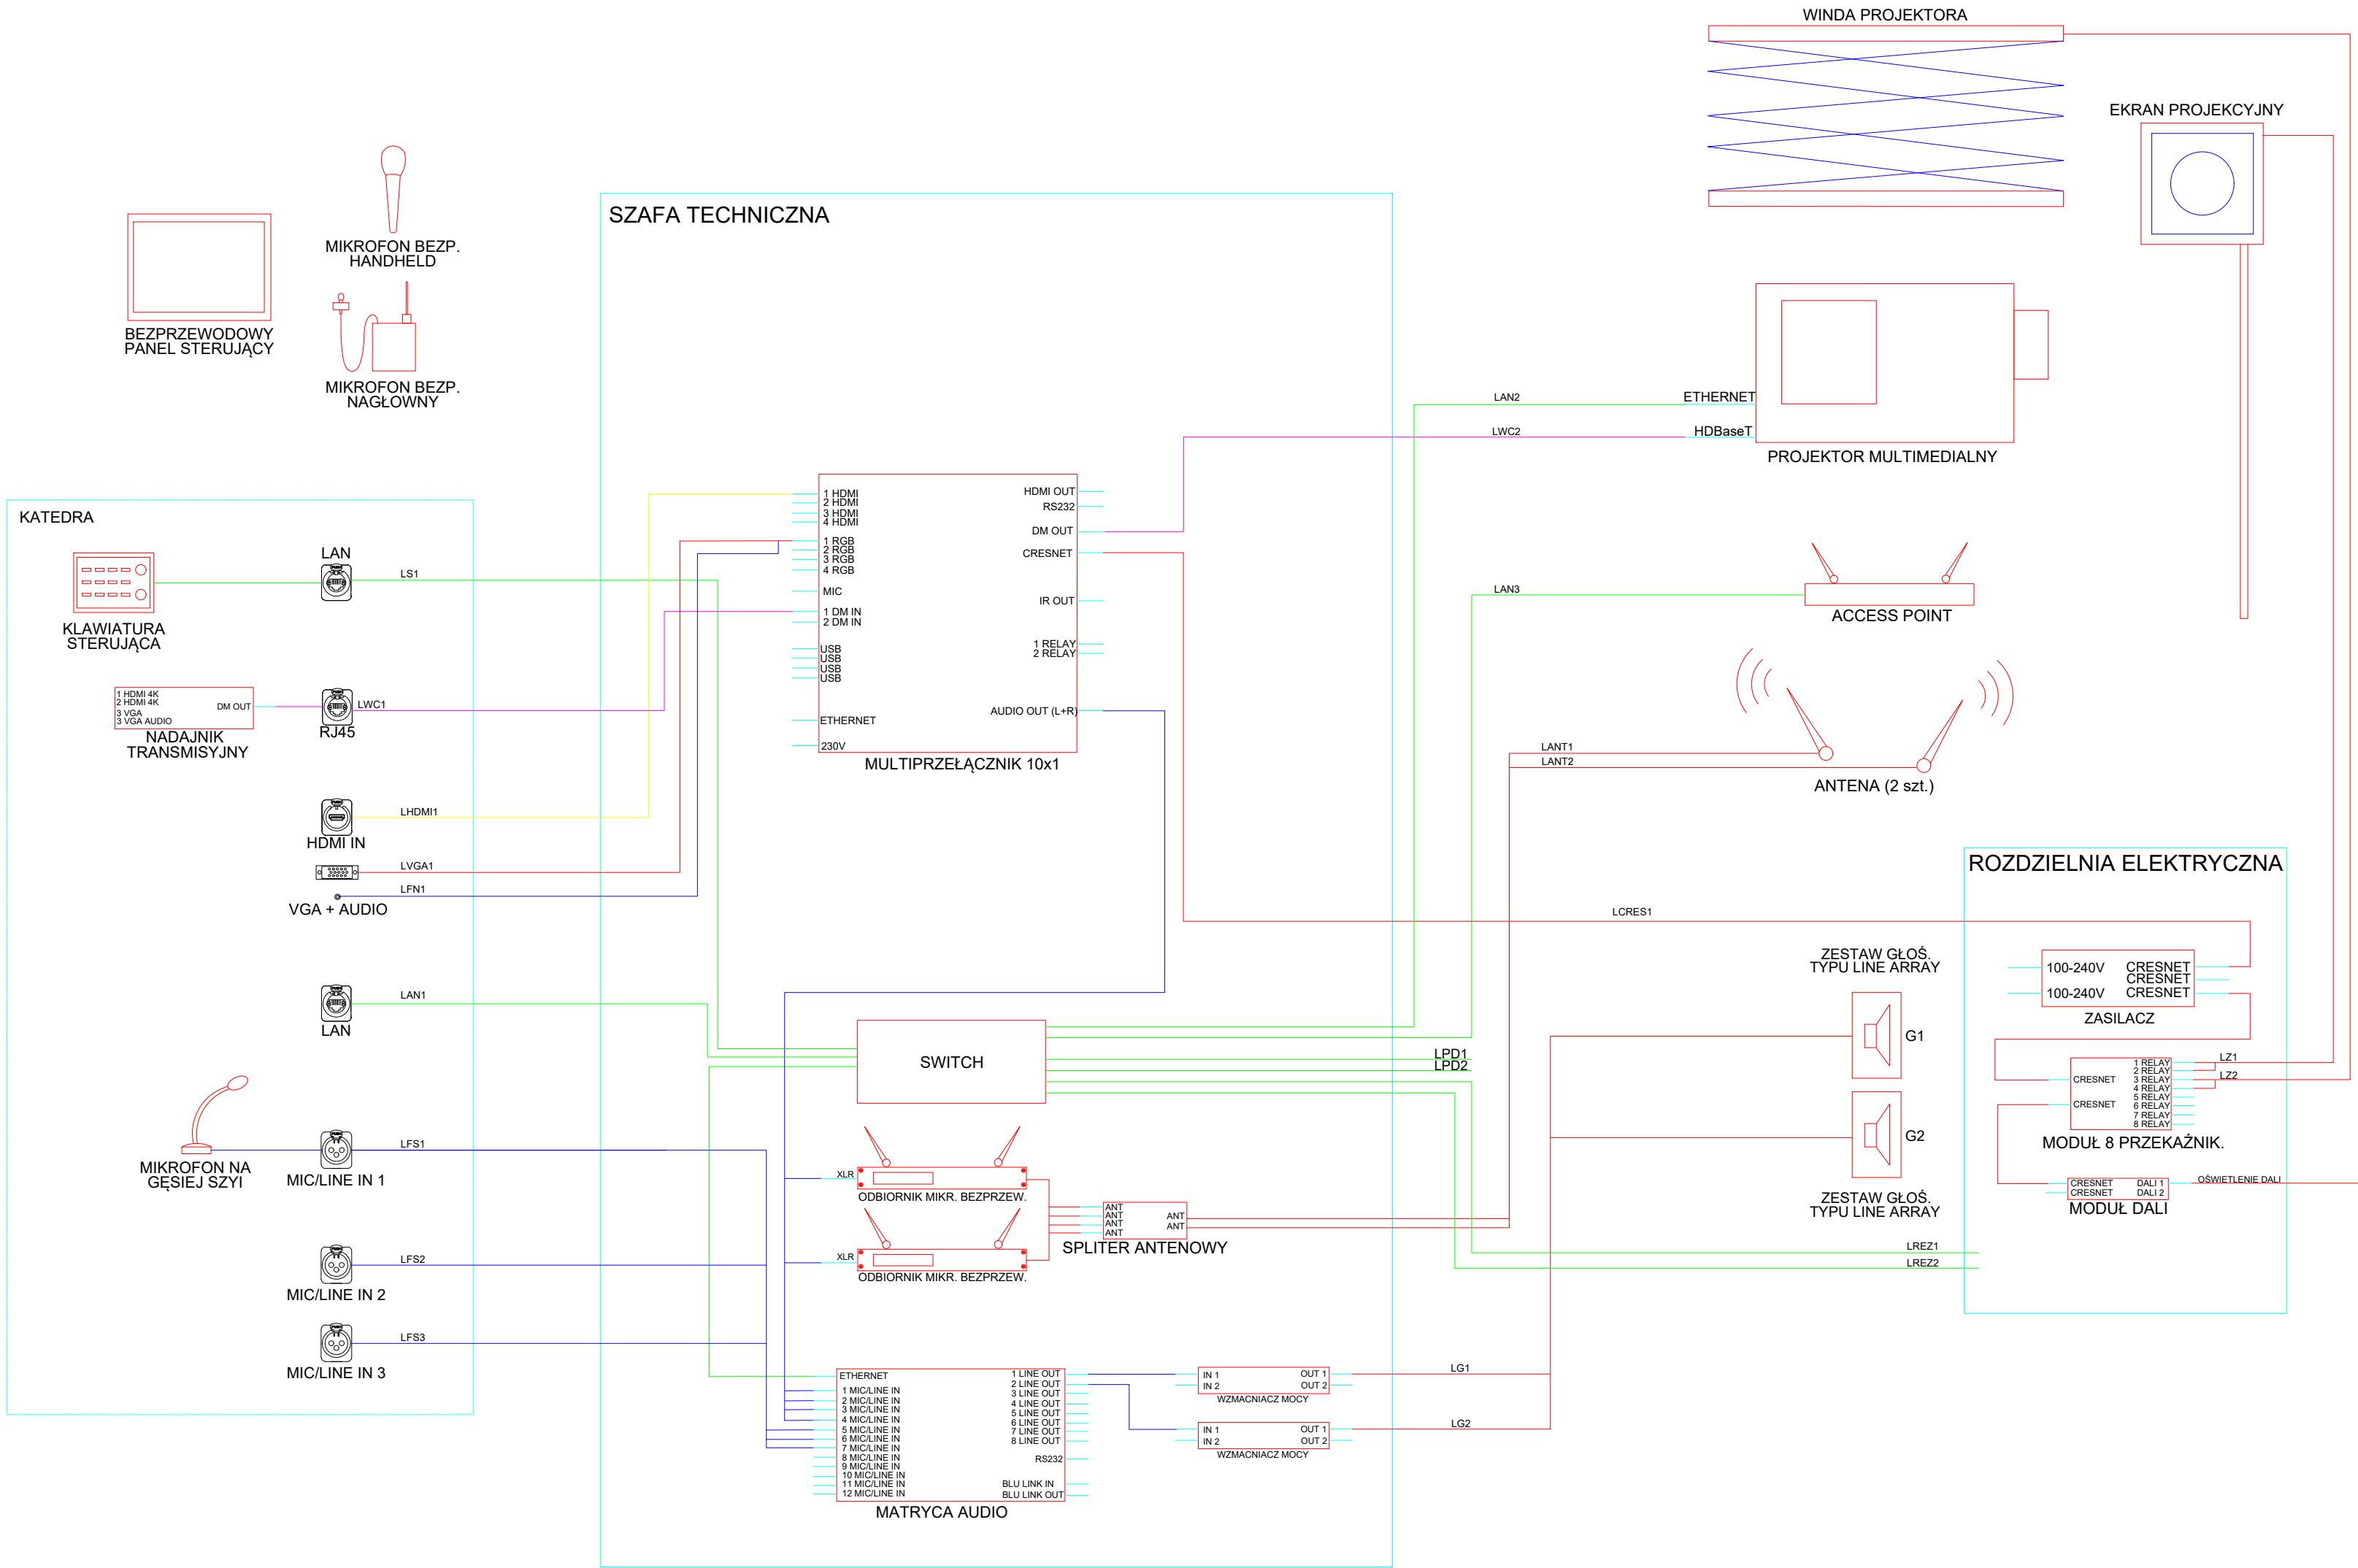 WINDA PROJEKTORA
EKRAN PROJEKCYJNY
SZAFA TECHNICZNA
MIKROFON BEZP.
HANDHELD
BEZPRZEWODOWY
PANEL STERUJĄCY
MIKROFON BEZP.
NAGŁOWNY
LAN2
ETHERNET
LWC2
HDBaseT
PROJEKTOR MULTIMEDIALNY
KATEDRA
LAN
LS1
KLAWIATURA
STERUJĄCA
1 HDMI 4K
2 HDMI 4K
3 VGA
3 VGA AUDIO
DM OUT
NADAJNIK
TRANSMISYJNY
LWC1
RJ45
LHDMI1
HDMI IN
LVGA1
LFN1
VGA + AUDIO
LAN1
LAN
MIKROFON NA
GĘSIEJ SZYI
LFS1
MIC/LINE IN 1
LFS2
MIC/LINE IN 2
LFS3
MIC/LINE IN 3
1 HDMI
2 HDMI
3 HDMI
4 HDMI
1 RGB
2 RGB
3 RGB
4 RGB
MIC
1 DM IN
2 DM IN
USB
USB
USB
USB
ETHERNET
230V
HDMI OUT
RS232
DM OUT
CRESNET
IR OUT
1 RELAY
2 RELAY
AUDIO OUT (L+R)
MULTIPRZEŁĄCZNIK 10x1
LAN3
ACCESS POINT
LANT1
LANT2
ANTENA (2 szt.)
LCRES1
SWITCH
LPD1
LPD2
XLR
ODBIORNIK MIKR. BEZPRZEW.
XLR
ODBIORNIK MIKR. BEZPRZEW.
ANT
ANT
ANT
ANT
ANT
ANT
SPLITER ANTENOWY
ETHERNET
1 MIC/LINE IN
2 MIC/LINE IN
3 MIC/LINE IN
4 MIC/LINE IN
5 MIC/LINE IN
6 MIC/LINE IN
7 MIC/LINE IN
8 MIC/LINE IN
9 MIC/LINE IN
10 MIC/LINE IN
11 MIC/LINE IN
12 MIC/LINE IN
1 LINE OUT
2 LINE OUT
3 LINE OUT
4 LINE OUT
5 LINE OUT
6 LINE OUT
7 LINE OUT
8 LINE OUT
RS232
BLU LINK IN
BLU LINK OUT
MATRYCA AUDIO
IN 1
IN 2
OUT 1
OUT 2
WZMACNIACZ MOCY
IN 1
IN 2
OUT 1
OUT 2
WZMACNIACZ MOCY
LG1
LG2
ZESTAW GŁOŚ.
TYPU LINE ARRAY
G1
G2
ZESTAW GŁOŚ.
TYPU LINE ARRAY
LREZ1
LREZ2
ROZDZIELNIA ELEKTRYCZNA
100-240V
100-240V
CRESNET
CRESNET
CRESNET
ZASILACZ
CRESNET
CRESNET
1 RELAY
2 RELAY
3 RELAY
4 RELAY
5 RELAY
6 RELAY
7 RELAY
8 RELAY
LZ1
LZ2
MODUŁ 8 PRZEKAŹNIK.
CRESNET
CRESNET
DALI 1
DALI 2
OŚWIETLENIE DALI
MODUŁ DALI